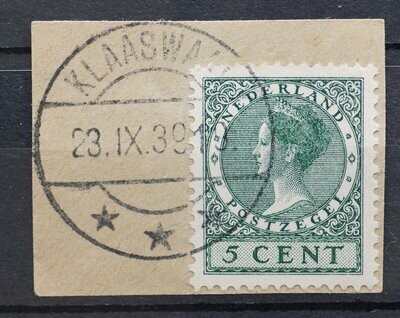 KLAASWA
23.IX.39
NEDERLAND
POSTZEGEL
5 CENT